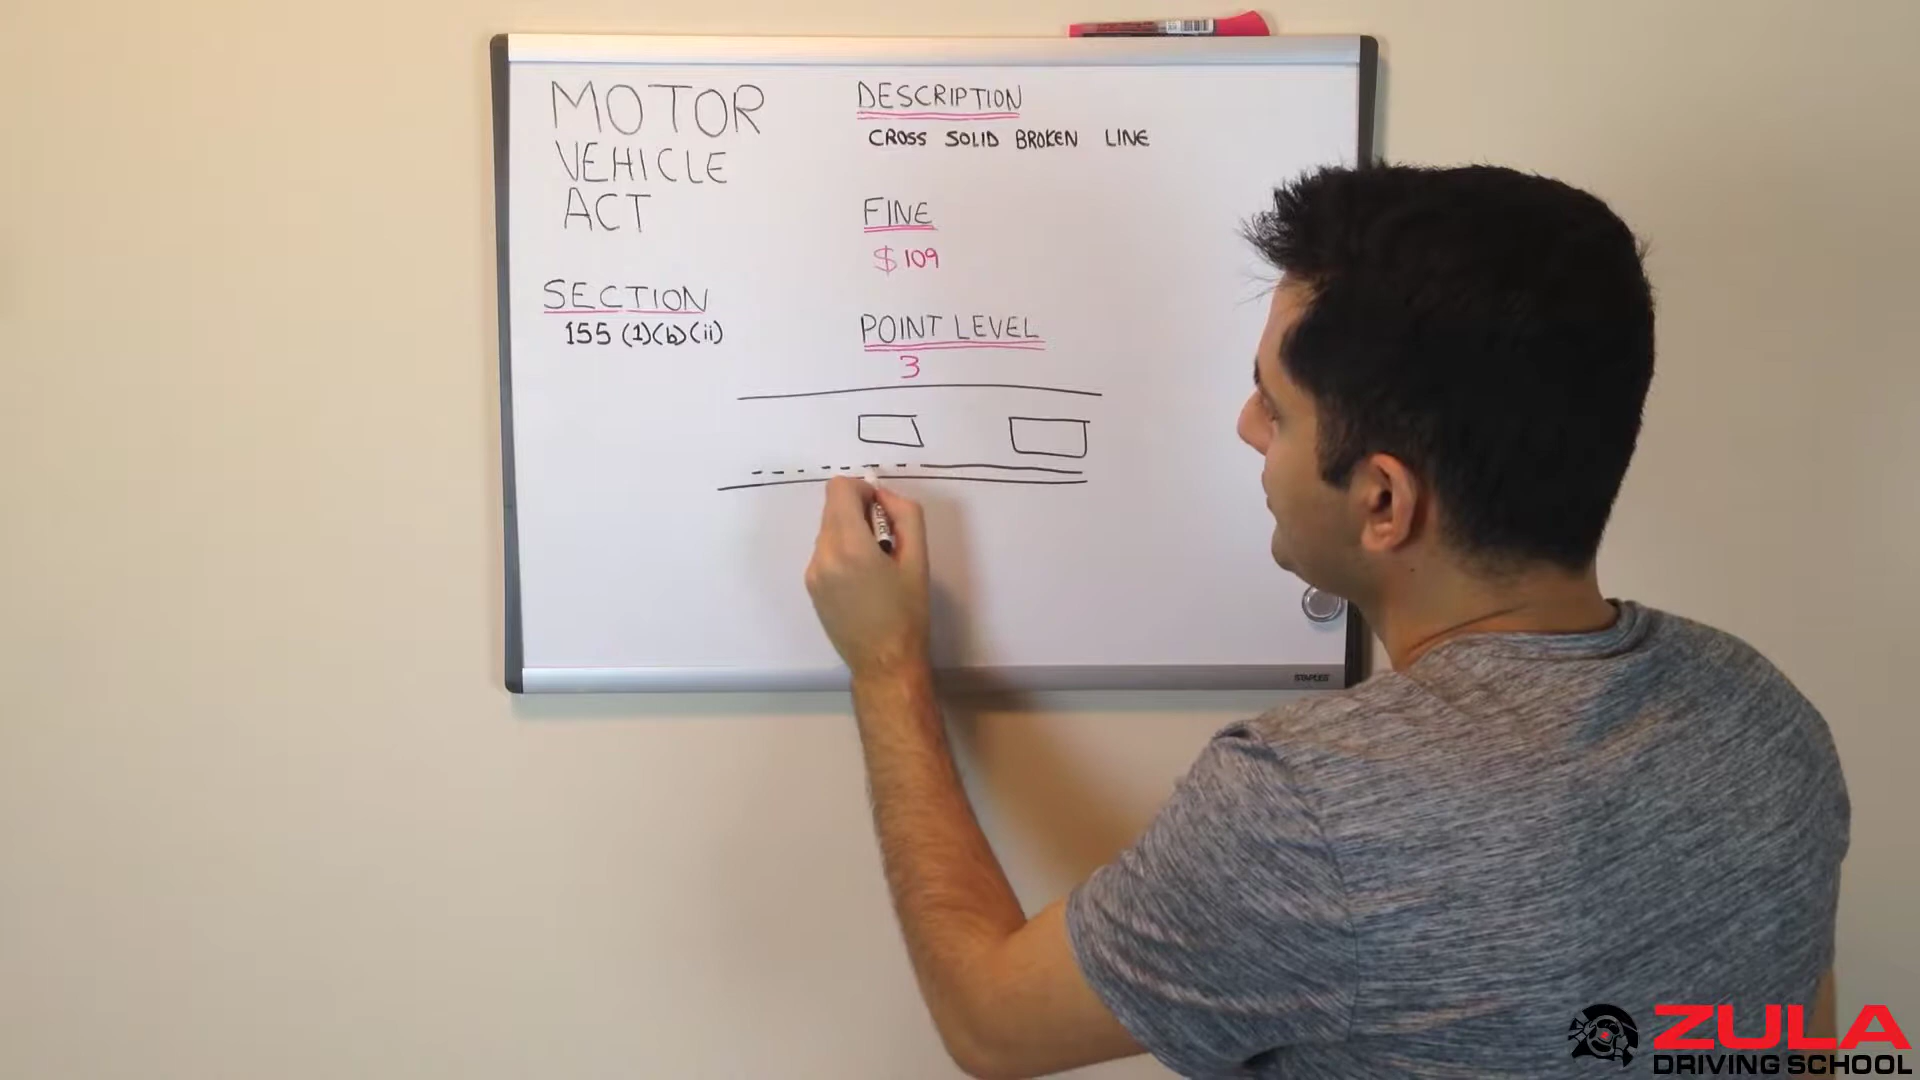 MOTOR
VEHICLE
ACT
SECTION
155 (1)(b)(ii)
DESCRIPTION
CROSS SOLID BROKEN LINE
FINE
$109
POINT LEVEL
3
STAPLES
ZULA
DRIVING SCHOOL